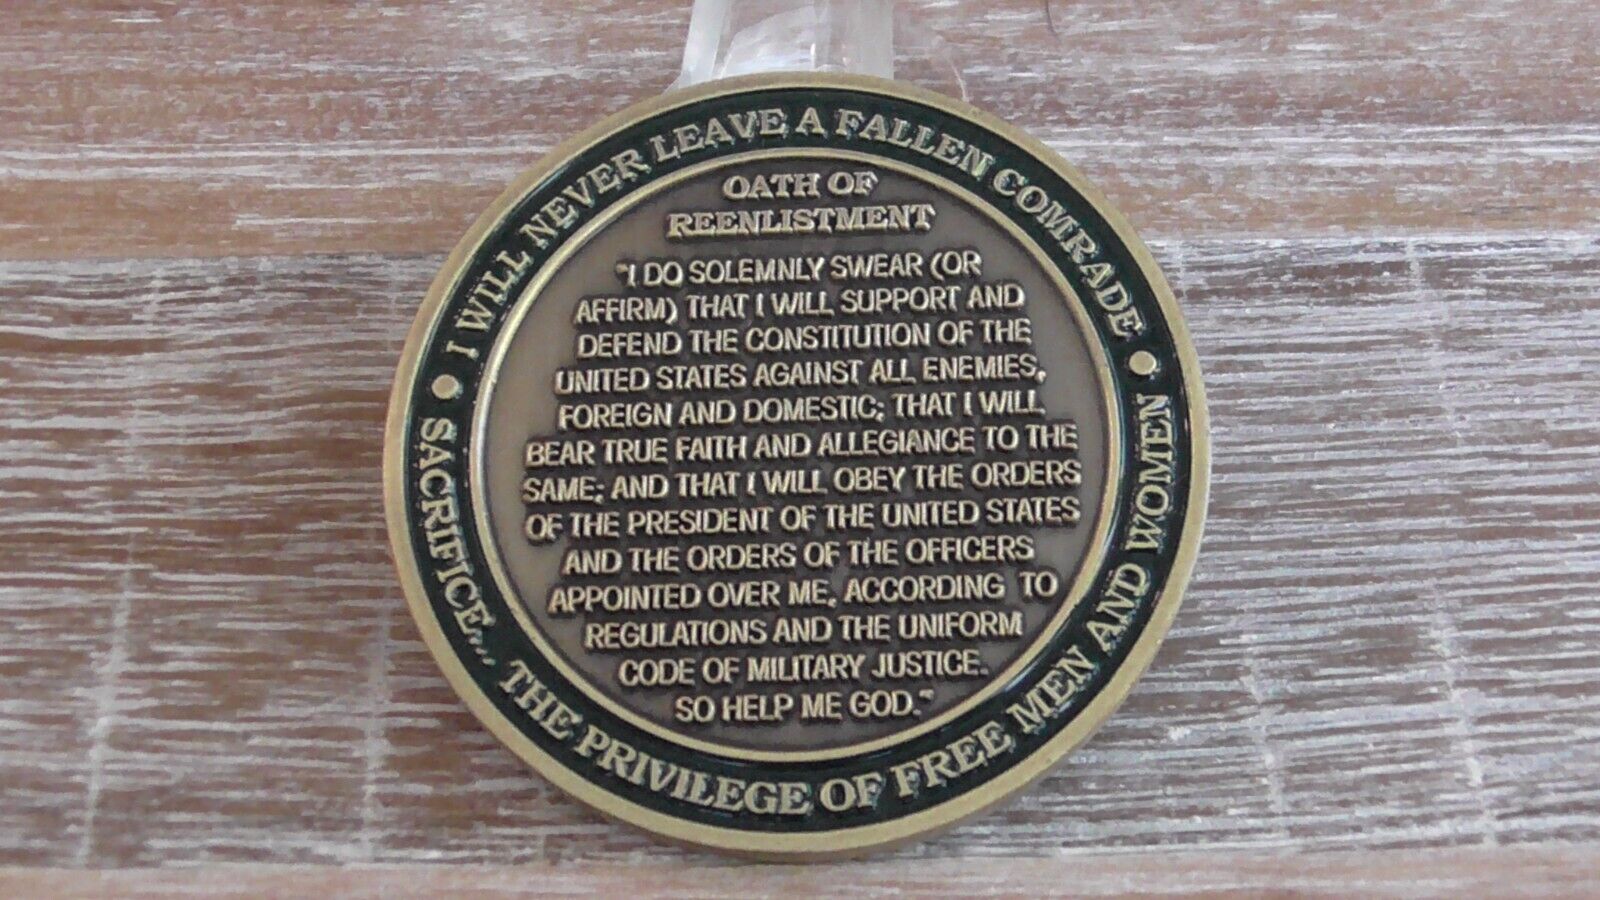 I WILL NEVER LEAVE A FALLEN COMRADE
OATH OF
REENLISTMENT
"I DO SOLEMNLY SWEAR (OR
AFFIRM) THAT I WILL SUPPORT AND
DEFEND THE CONSTITUTION OF THE
UNITED STATES AGAINST ALL ENEMIES,
FOREIGN AND DOMESTIC; THAT I WILL
BEAR TRUE FAITH AND ALLEGIANCE TO THE
SAME; AND THAT I WILL OBEY THE ORDERS
OF THE PRESIDENT OF THE UNITED STATES
AND THE ORDERS OF THE OFFICERS
APPOINTED OVER ME, ACCORDING TO
REGULATIONS AND THE UNIFORM
CODE OF MILITARY JUSTICE.
SO HELP ME GOD."
SACRIFICE... THE PRIVILEGE OF FREE MEN AND WOMEN